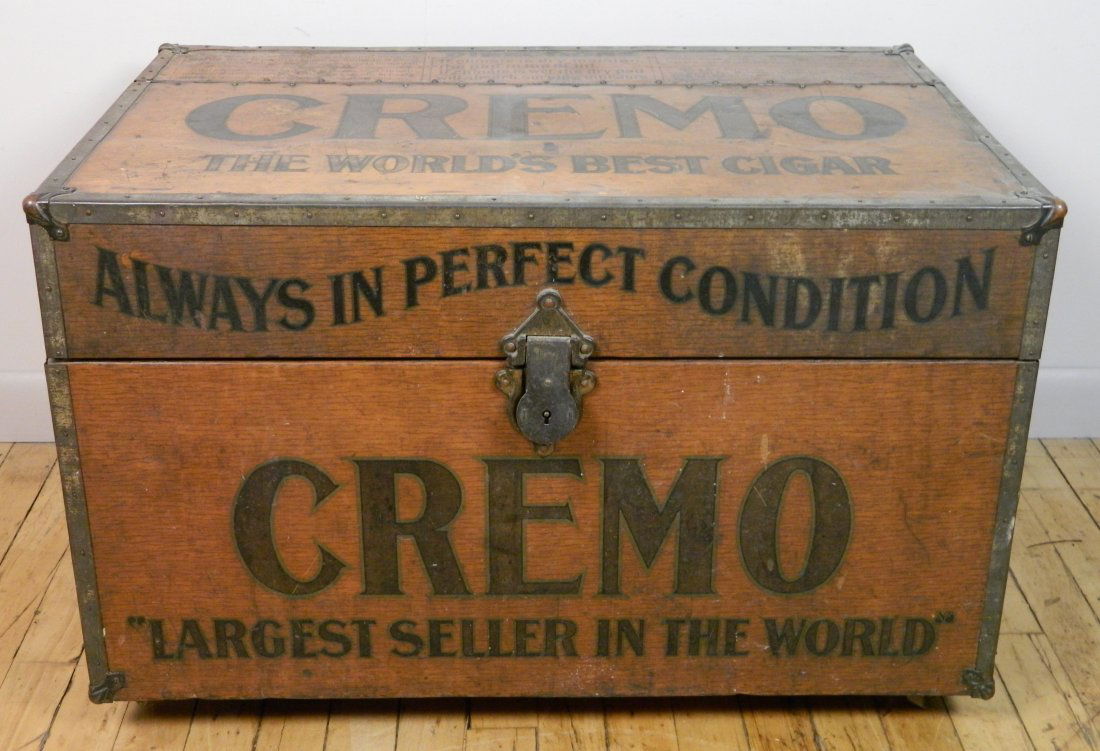 CREMO
THE WORLD'S BEST CIGAR
ALWAYS IN PERFECT CONDITION
CREMO
"LARGEST SELLER IN THE WORLD"